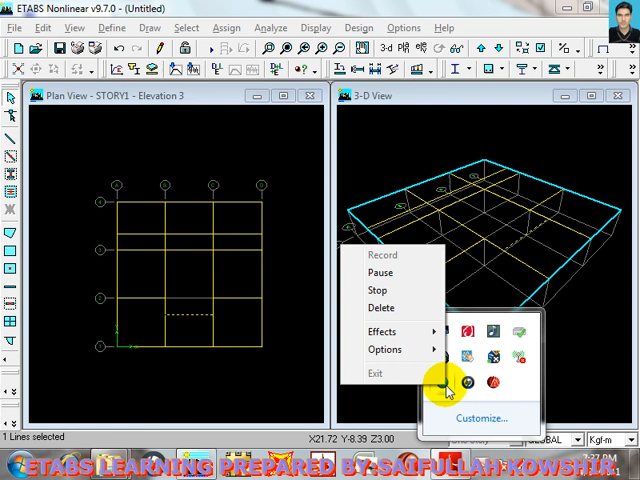 ETABS Nonlinear v9.7.0 - (Untitled)
File Edit View Define Draw Select Assign Analyze Display Design Options Help
3-d
Plan View - STORY1 - Elevation 3
3-D View
A B C D
4
3
2
1
Record
Pause
Stop
Delete
Effects
Options
Exit
Customize...
1 Lines selected
X21.72 Y-8.39 Z3.00
GLOBAL
Kgf-m
ETABS LEARNING PREPARED BY SAIFULLAH KOWSHIR